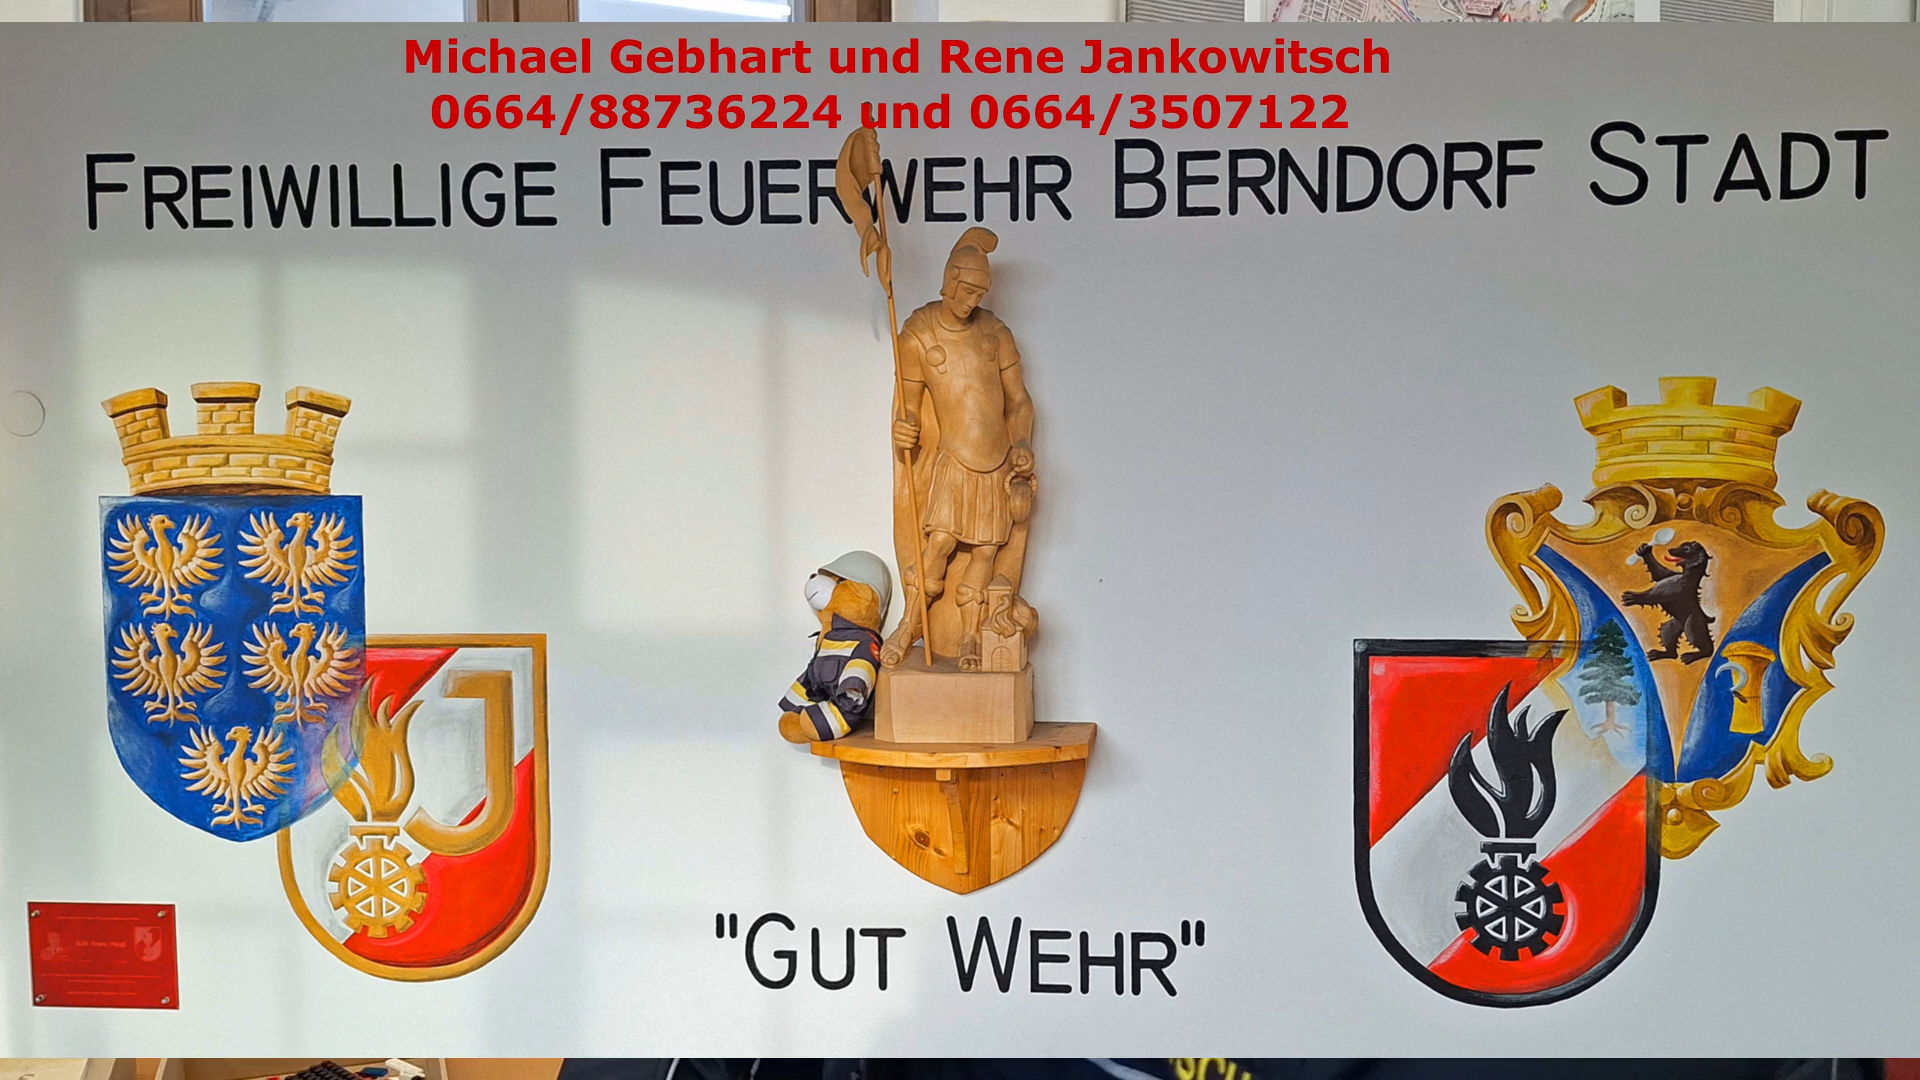 Michael Gebhart und Rene Jankowitsch
0664/88736224 und 0664/3507122
FREIWILLIGE FEUERWEHR BERNDORF STADT
J
"GUT WEHR"